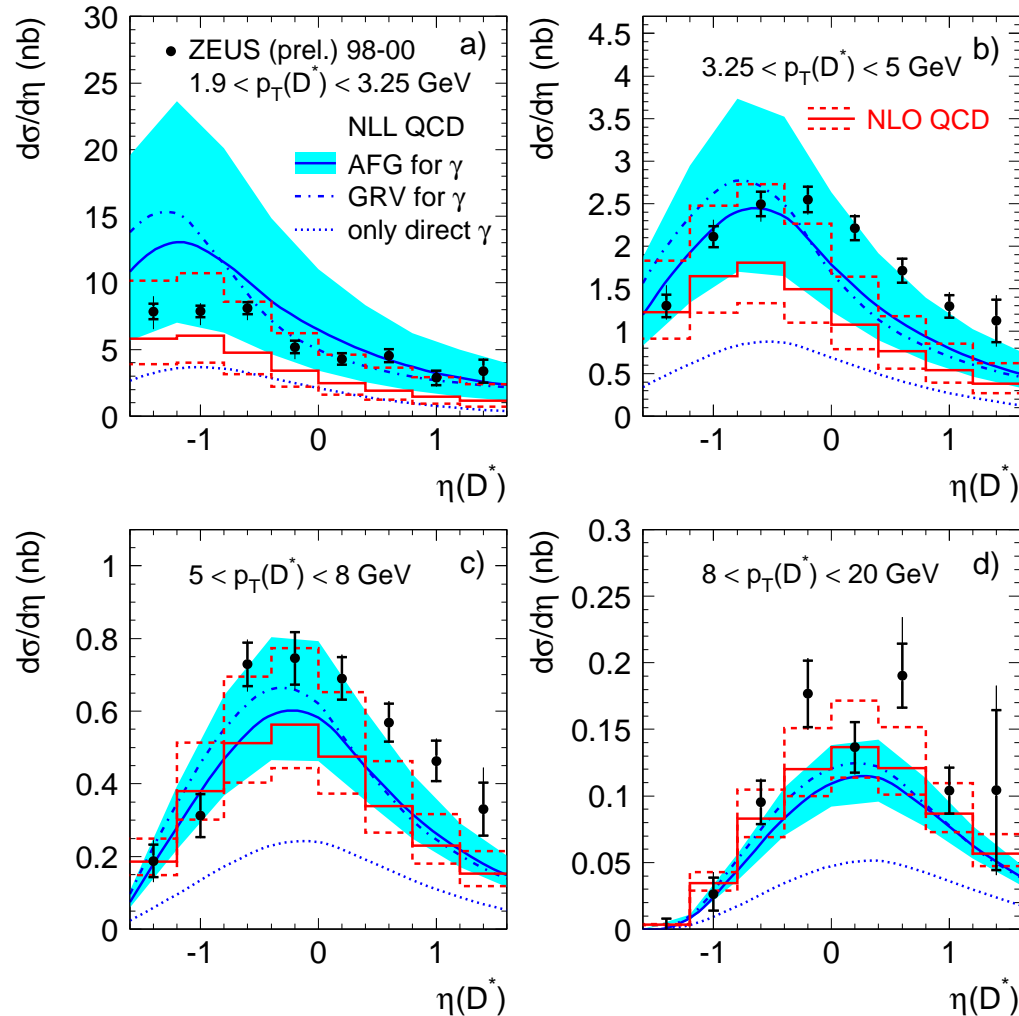 a)
ZEUS (prel.) 98-00
1.9 < p_T(D^*) < 3.25 GeV
NLL QCD
AFG for γ
GRV for γ
only direct γ
dσ/dη (nb)
30
25
20
15
10
5
0
-1 0 1
η(D^*)
b)
3.25 < p_T(D^*) < 5 GeV
NLO QCD
dσ/dη (nb)
4.5
4
3.5
3
2.5
2
1.5
1
0.5
0
-1 0 1
η(D^*)
c)
5 < p_T(D^*) < 8 GeV
dσ/dη (nb)
1
0.8
0.6
0.4
0.2
0
-1 0 1
η(D^*)
d)
8 < p_T(D^*) < 20 GeV
dσ/dη (nb)
0.3
0.25
0.2
0.15
0.1
0.05
0
-1 0 1
η(D^*)